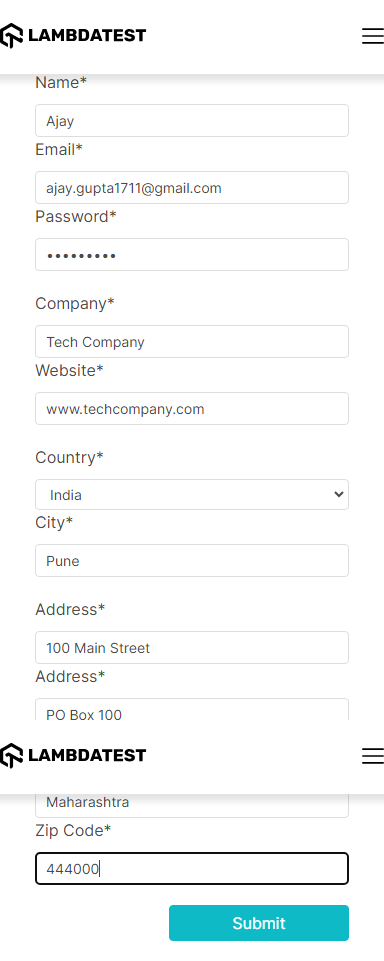 LAMBDATEST
Name*
Ajay
Email*
ajay.gupta1711@gmail.com
Password*
•••••••••
Company*
Tech Company
Website*
www.techcompany.com
Country*
India
City*
Pune
Address*
100 Main Street
Address*
PO Box 100
LAMBDATEST
Maharashtra
Zip Code*
444000
Submit